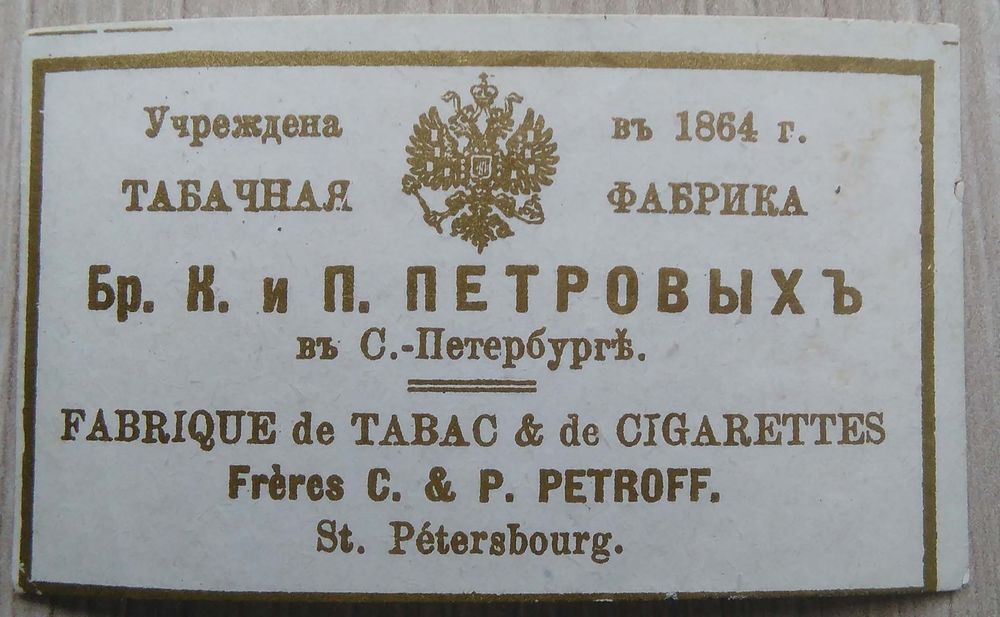 Учреждена въ 1864 г.
ТАБАЧНАЯ ФАБРИКА
Бр. К. и П. ПЕТРОВЫХЪ
въ С.-Петербургѣ.
FABRIQUE de TABAC & de CIGARETTES
Frères C. & P. PETROFF.
St. Pétersbourg.